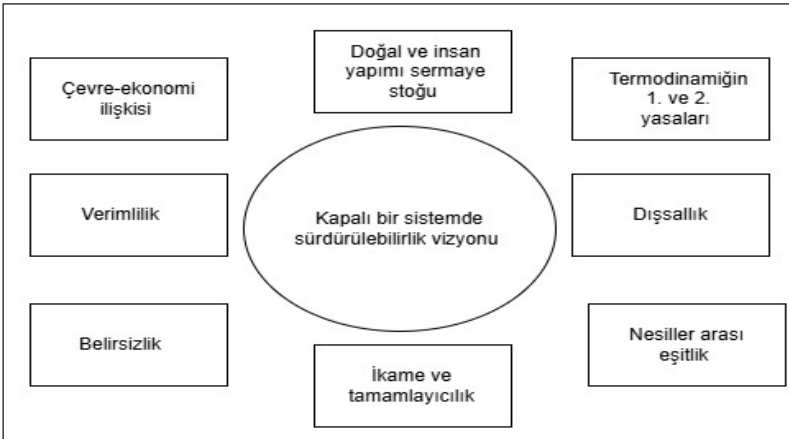 Doğal ve insan
yapımı sermaye
stoğu
Çevre-ekonomi
ilişkisi
Termodinamiğin
1. ve 2.
yasaları
Verimlilik
Kapalı bir sistemde
sürdürülebilirlik vizyonu
Dışsallık
Belirsizlik
Nesiller arası
eşitlik
İkame ve
tamamlayıcılık